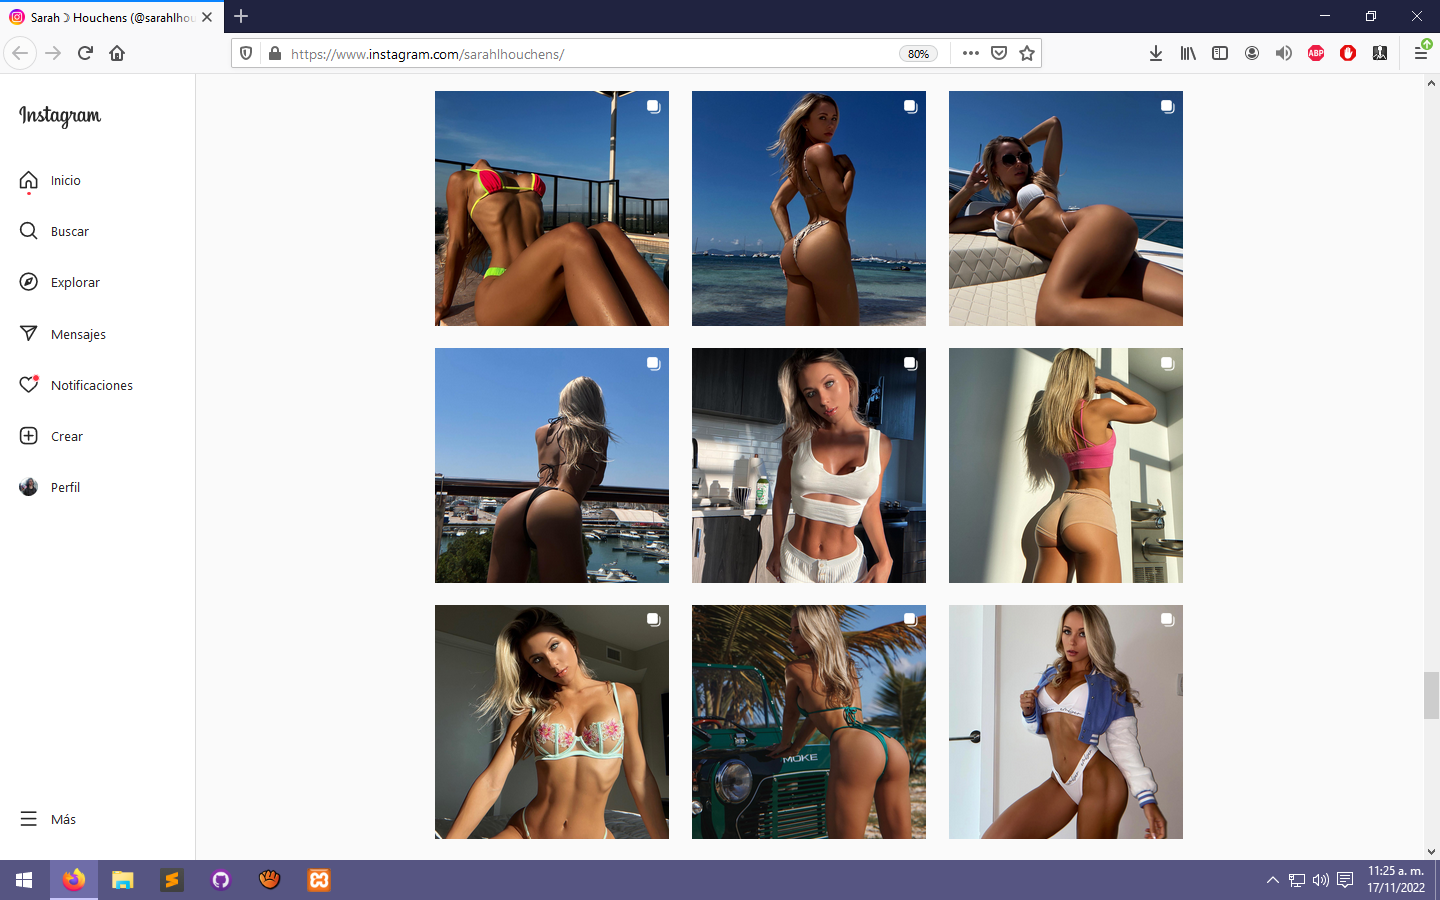 Sarah☽Houchens (@sarahlhou
https://www.instagram.com/sarahlhouchens/
80%
ABP
Instagram
Inicio
Buscar
Explorar
Mensajes
Notificaciones
Crear
Perfil
MOKE
Más
11:25 a. m.
17/11/2022